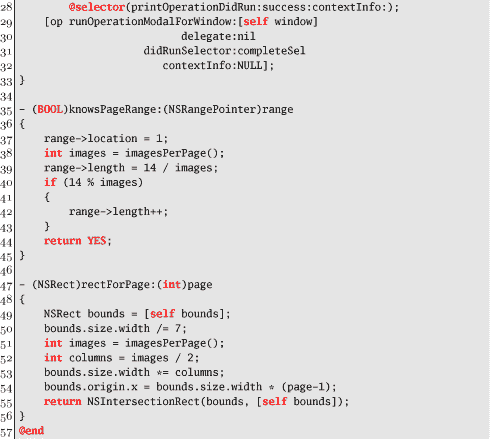 28         @selector(printOperationDidRun:success:contextInfo:);
29     [op runOperationModalForWindow:[self window]
30                           delegate:nil
31                     didRunSelector:completeSel
32                        contextInfo:NULL];
33 }
34
35 - (BOOL)knowsPageRange:(NSRangePointer)range
36 {
37     range->location = 1;
38     int images = imagesPerPage();
39     range->length = 14 / images;
40     if (14 % images)
41     {
42         range->length++;
43     }
44     return YES;
45 }
46
47 - (NSRect)rectForPage:(int)page
48 {
49     NSRect bounds = [self bounds];
50     bounds.size.width /= 7;
51     int images = imagesPerPage();
52     int columns = images / 2;
53     bounds.size.width *= columns;
54     bounds.origin.x = bounds.size.width * (page-1);
55     return NSIntersectionRect(bounds, [self bounds]);
56 }
57 @end